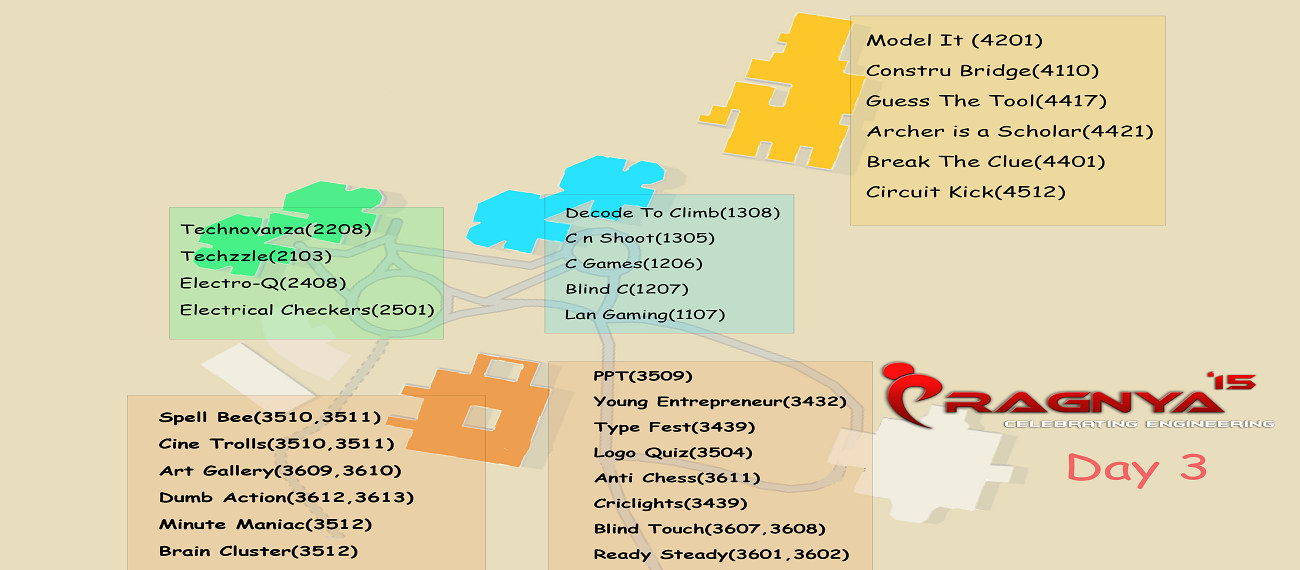 Model It (4201)
Constru Bridge(4110)
Guess The Tool(4417)
Archer is a Scholar(4421)
Break The Clue(4401)
Circuit Kick(4512)
Decode To Climb(1308)
C n Shoot(1305)
C Games(1206)
Blind C(1207)
Lan Gaming(1107)
Technovanza(2208)
Techzzle(2103)
Electro-Q(2408)
Electrical Checkers(2501)
Spell Bee(3510,3511)
Cine Trolls(3510,3511)
Art Gallery(3609,3610)
Dumb Action(3612,3613)
Minute Maniac(3512)
Brain Cluster(3512)
PPT(3509)
Young Entrepreneur(3432)
Type Fest(3439)
Logo Quiz(3504)
Anti Chess(3611)
Criclights(3439)
Blind Touch(3607,3608)
Ready Steady(3601,3602)
PRAGNYA'15
CELEBRATING ENGINEERING
Day 3